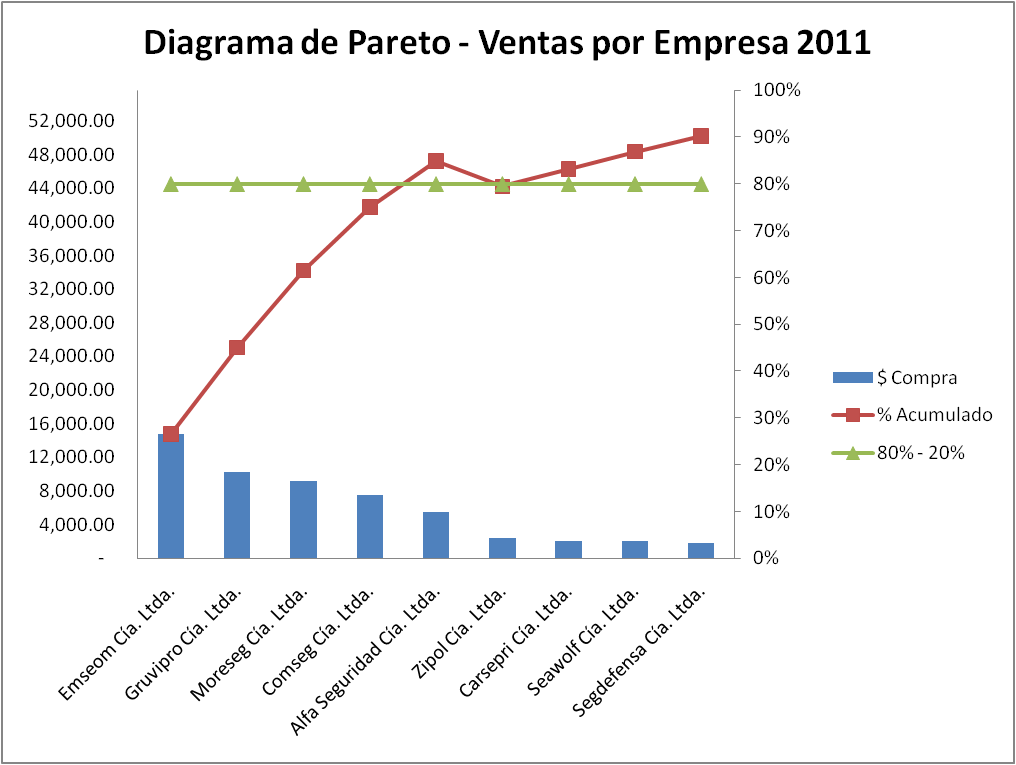 Diagrama de Pareto - Ventas por Empresa 2011
52,000.00
48,000.00
44,000.00
40,000.00
36,000.00
32,000.00
28,000.00
24,000.00
20,000.00
16,000.00
12,000.00
8,000.00
4,000.00
-
100%
90%
80%
70%
60%
50%
40%
30%
20%
10%
0%
$ Compra
% Acumulado
80% - 20%
Emseom Cía. Ltda.
Gruvipro Cía. Ltda.
Moreseg Cía. Ltda.
Comseg Cía. Ltda.
Alfa Seguridad Cía. Ltda.
Zipol Cía. Ltda.
Carsepri Cía. Ltda.
Seawolf Cía. Ltda.
Segdefensa Cía. Ltda.